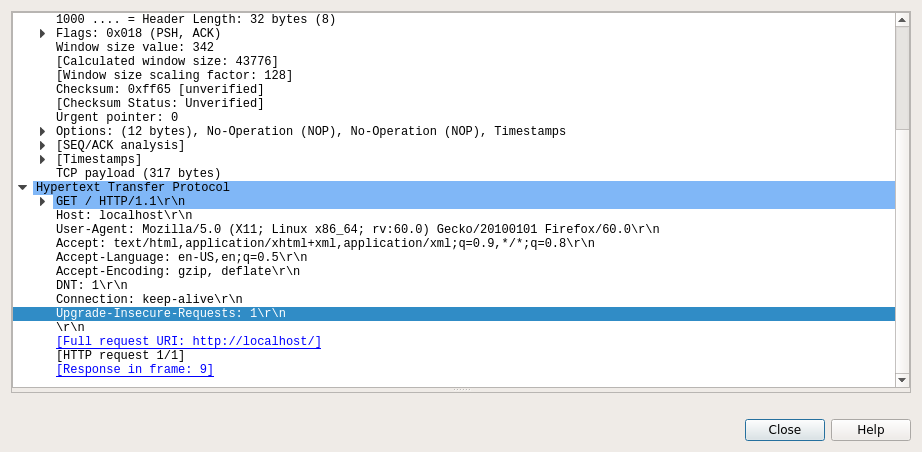 1000 .... = Header Length: 32 bytes (8)
Flags: 0x018 (PSH, ACK)
Window size value: 342
[Calculated window size: 43776]
[Window size scaling factor: 128]
Checksum: 0xff65 [unverified]
[Checksum Status: Unverified]
Urgent pointer: 0
Options: (12 bytes), No-Operation (NOP), No-Operation (NOP), Timestamps
[SEQ/ACK analysis]
[Timestamps]
TCP payload (317 bytes)
Hypertext Transfer Protocol
GET / HTTP/1.1\r\n
Host: localhost\r\n
User-Agent: Mozilla/5.0 (X11; Linux x86_64; rv:60.0) Gecko/20100101 Firefox/60.0\r\n
Accept: text/html,application/xhtml+xml,application/xml;q=0.9,*/*;q=0.8\r\n
Accept-Language: en-US,en;q=0.5\r\n
Accept-Encoding: gzip, deflate\r\n
DNT: 1\r\n
Connection: keep-alive\r\n
Upgrade-Insecure-Requests: 1\r\n
\r\n
[Full request URI: http://localhost/]
[HTTP request 1/1]
[Response in frame: 9]
Close Help